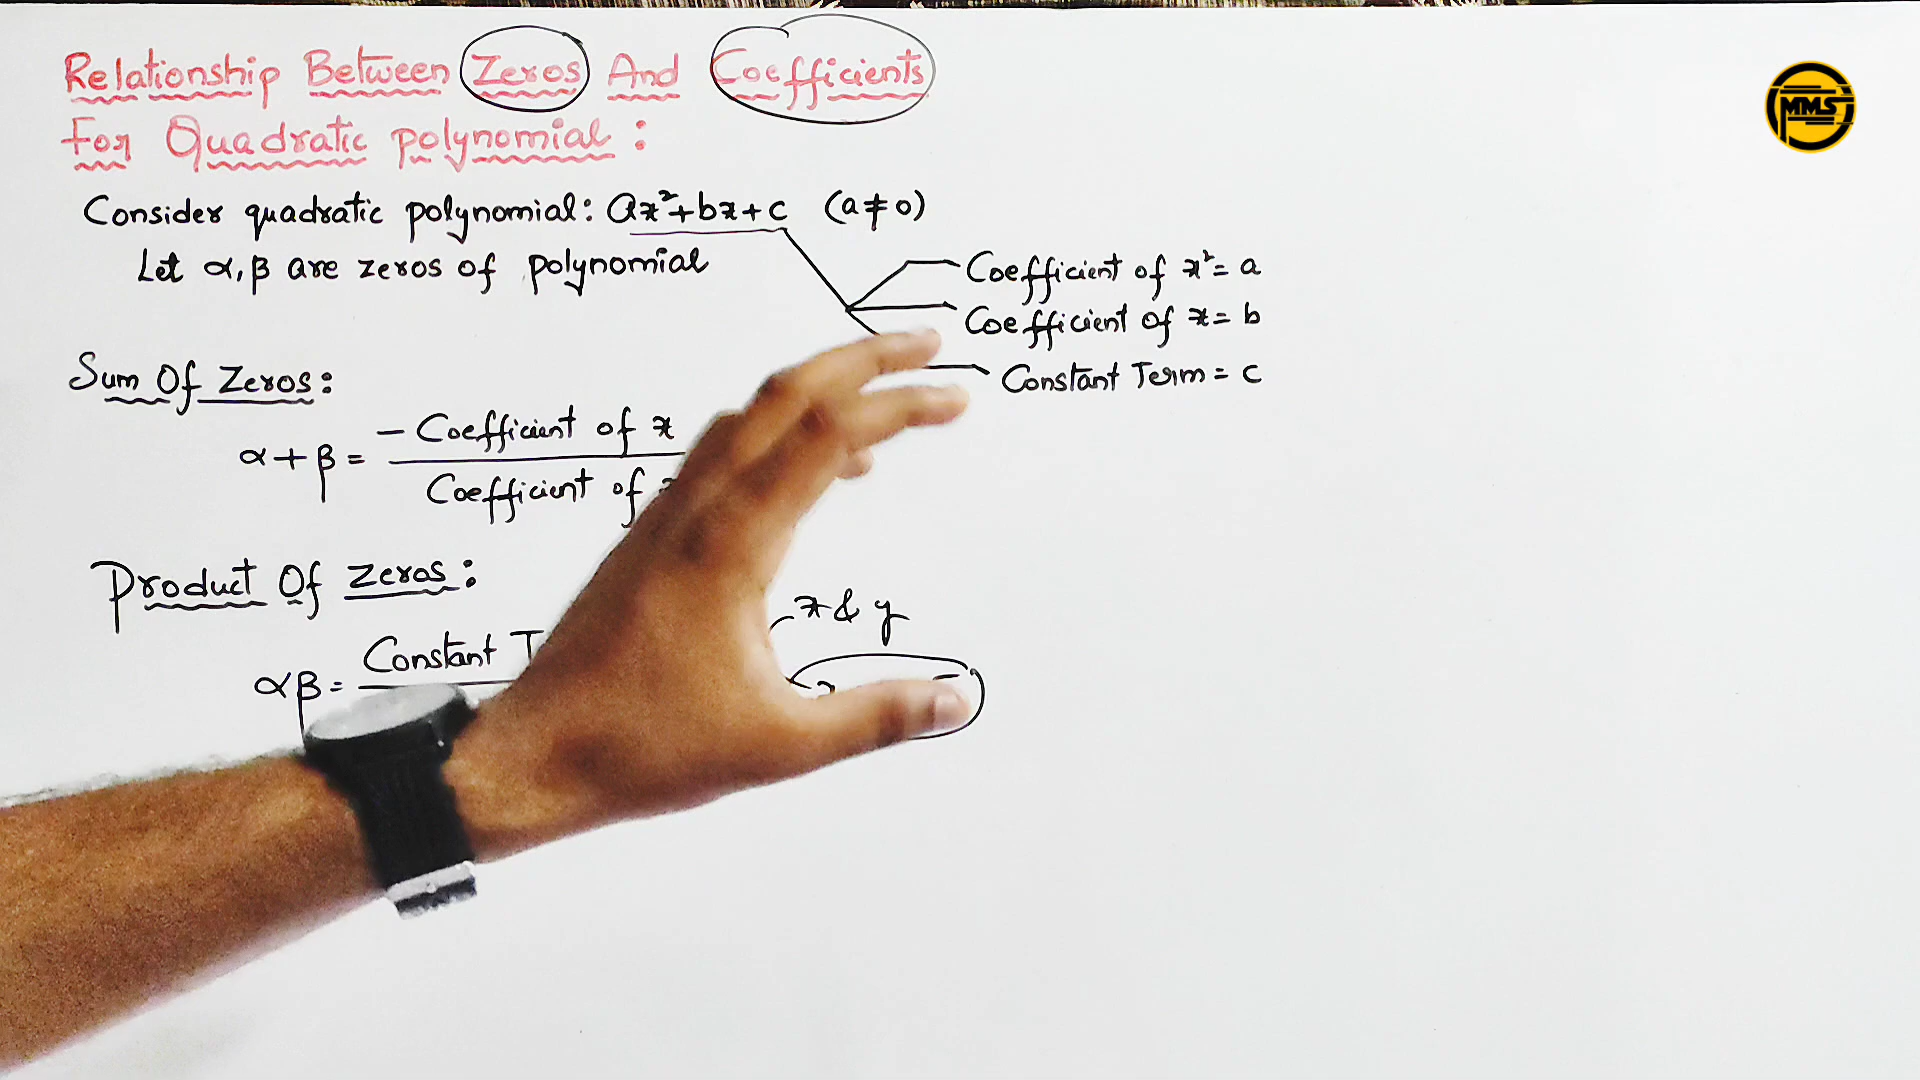 Relationship Between Zeros And Coefficients
For Quadratic polynomial :
Consider quadratic polynomial: ax²+bx+c (a≠0)
Let α,β are zeros of polynomial
Coefficient of x² = a
Coefficient of x = b
Constant Term = c
Sum Of Zeros:
α+β = - Coefficient of x
Coefficient of
Product Of zeros:
x & y
αβ = Constant
MMS